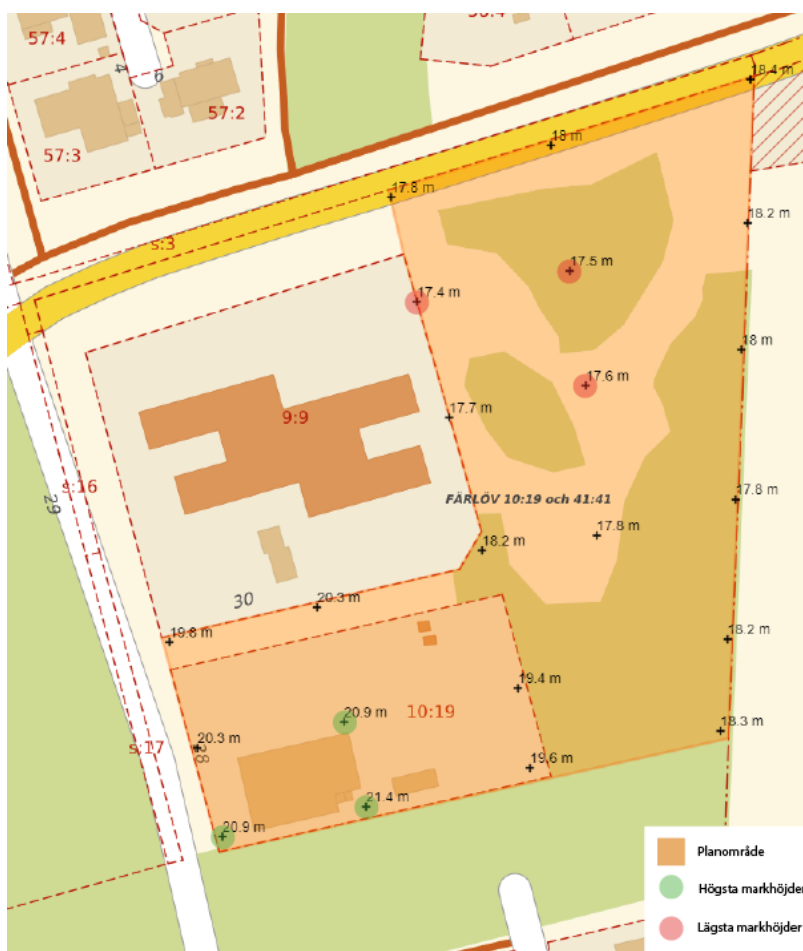 57:4
4
6
57:2
57:3
18.4 m
18 m
17.8 m
s:3
18.2 m
17.5 m
17.4 m
18 m
17.6 m
9:9
17.7 m
s:16
29
FÄRLÖV 10:19 och 41:41
17.8 m
17.8 m
18.2 m
30
20.3 m
19.8 m
18.2 m
19.4 m
20.9 m
10:19
s:17
20.3 m
38
18.3 m
19.6 m
21.4 m
20.9 m
Planområde
Högsta markhöjder
Lägsta markhöjder